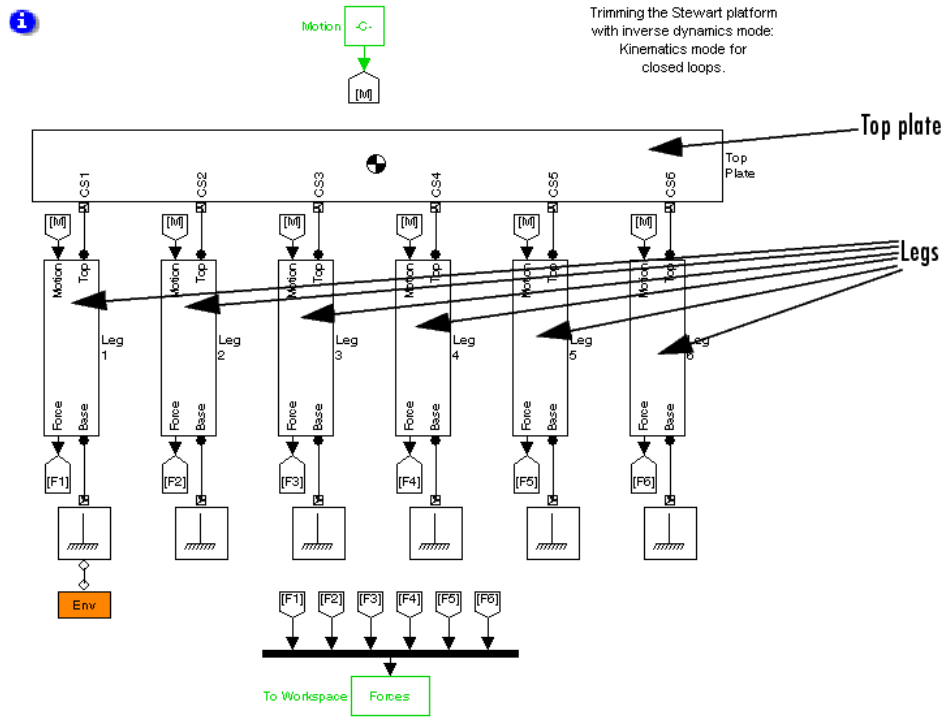 i
Motion
-C-
[M]
Trimming the Stewart platform
with inverse dynamics mode:
Kinematics mode for
closed loops.
Top plate
Top
Plate
CS1
CS2
CS3
CS4
CS5
CS6
[M]
[M]
[M]
[M]
[M]
[M]
Motion
Top
Motion
Top
Motion
Top
Motion
Top
Motion
Top
Motion
Top
Legs
Leg
1
Leg
2
Leg
3
Leg
4
Leg
5
Leg
6
Force
Base
Force
Base
Force
Base
Force
Base
Force
Base
Force
Base
[F1]
[F2]
[F3]
[F4]
[F5]
[F6]
Env
[F1]
[F2]
[F3]
[F4]
[F5]
[F6]
To Workspace
Forces